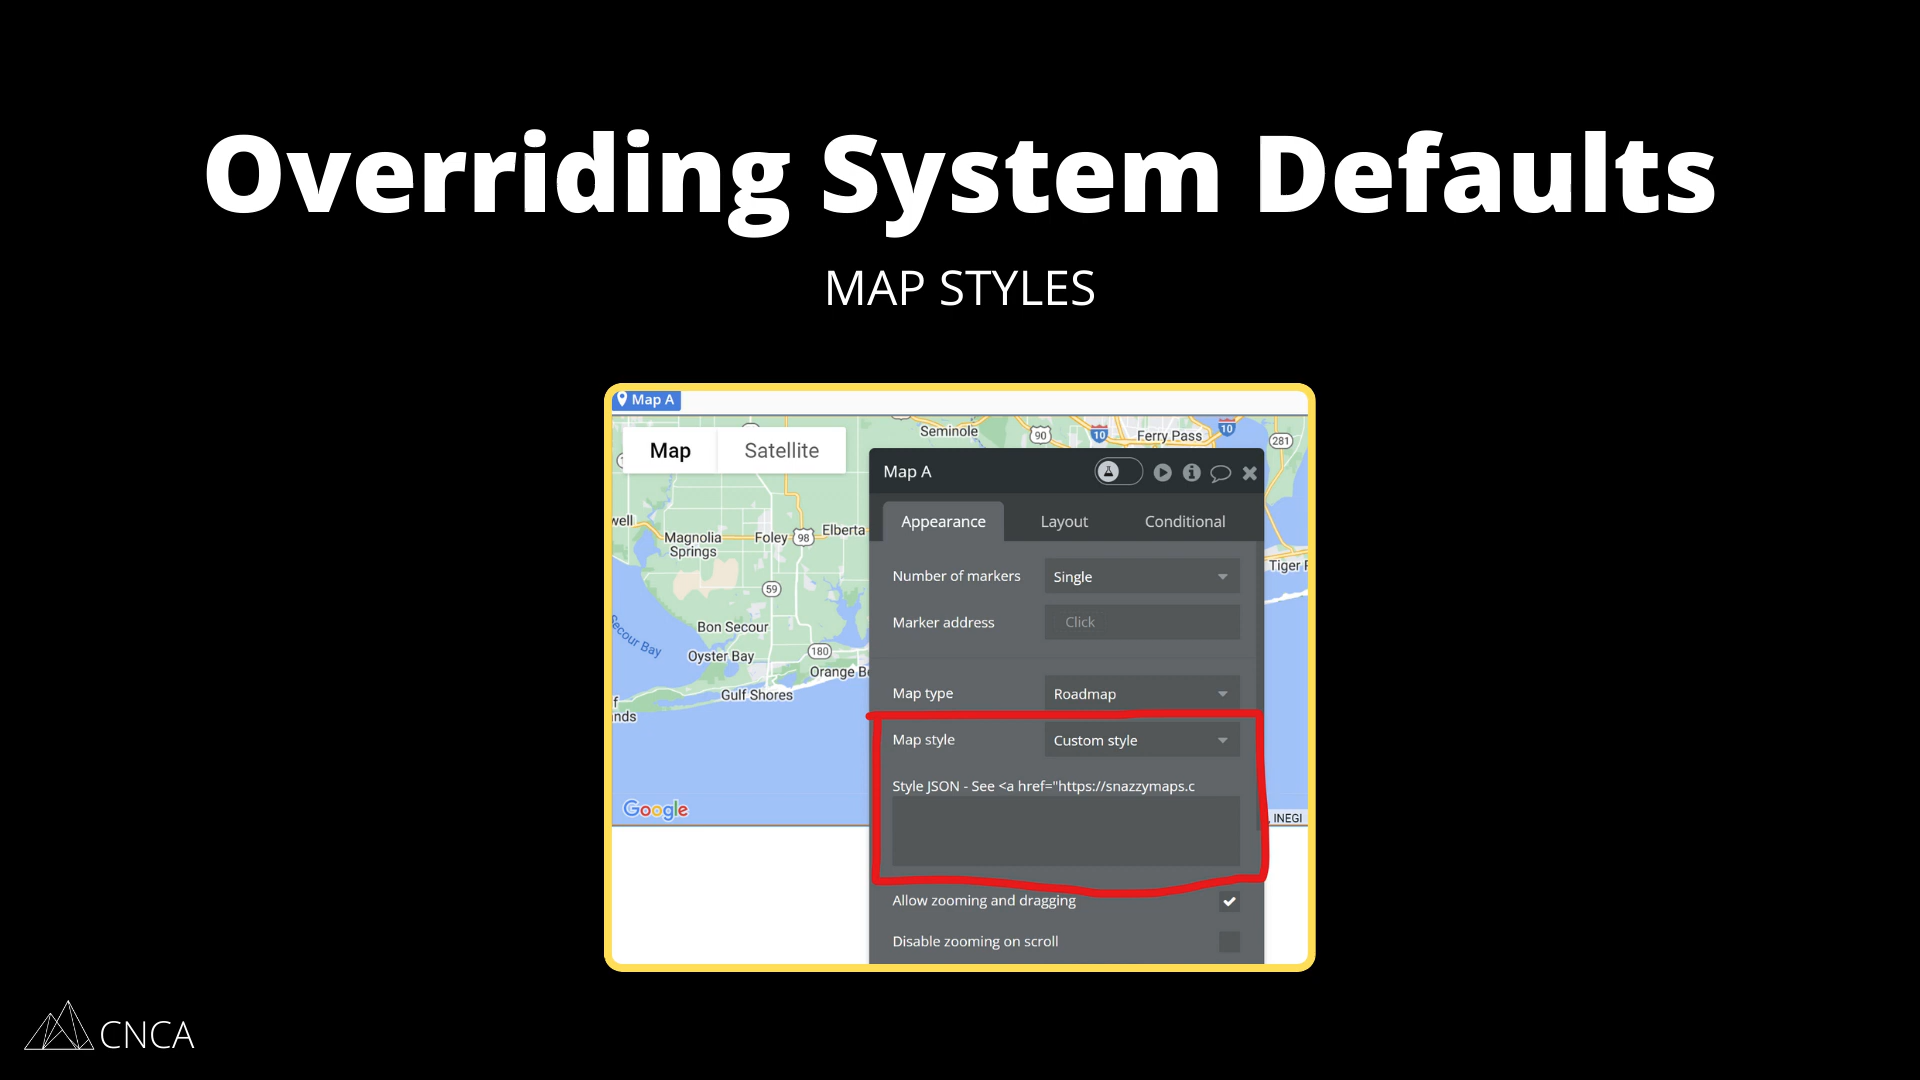 Overriding System Defaults
MAP STYLES
Map A
Map Satellite
Seminole
90
10
Ferry Pass
10
281
Map A
Appearance Layout Conditional
well
Magnolia
Springs
Foley
98
Elberta
Number of markers Single
Tiger
59
Marker address Click
Bon Secour
Secour Bay
Oyster Bay
180
Orange B
Gulf Shores
Map type Roadmap
f
nds
Map style Custom style
Style JSON - See <a href="https://snazzymaps.c
Google
, INEGI
Allow zooming and dragging
Disable zooming on scroll
CNCA